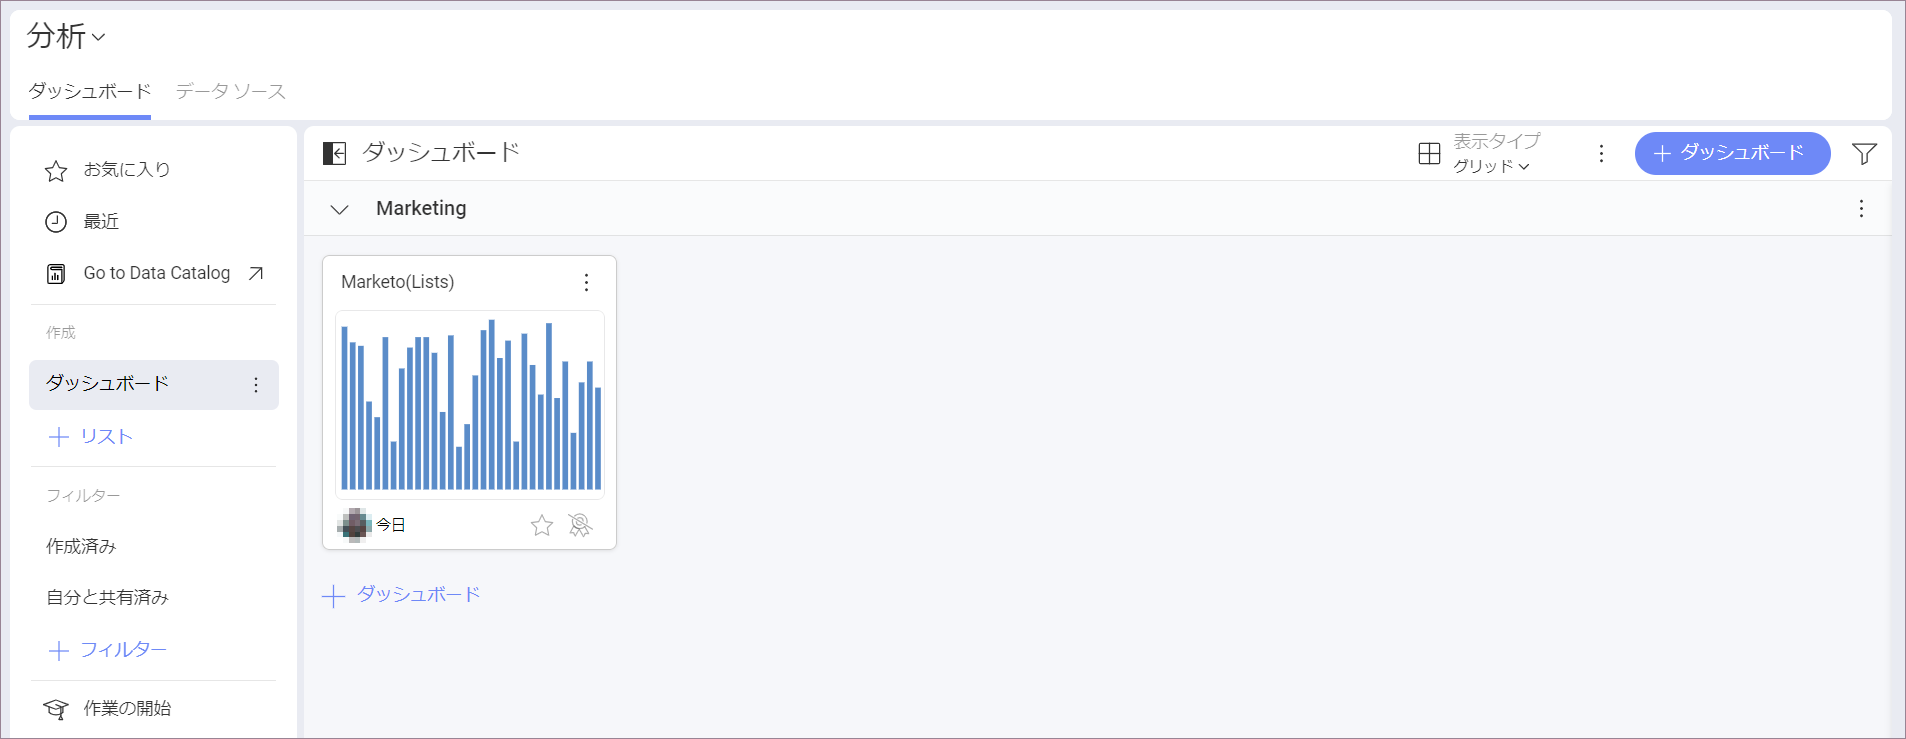 分析
ダッシュボード データ ソース
お気に入り
最近
Go to Data Catalog
作成
ダッシュボード
リスト
フィルター
作成済み
自分と共有済み
フィルター
作業の開始
ダッシュボード
表示タイプ
グリッド
ダッシュボード
Marketing
Marketo(Lists)
今日
ダッシュボード